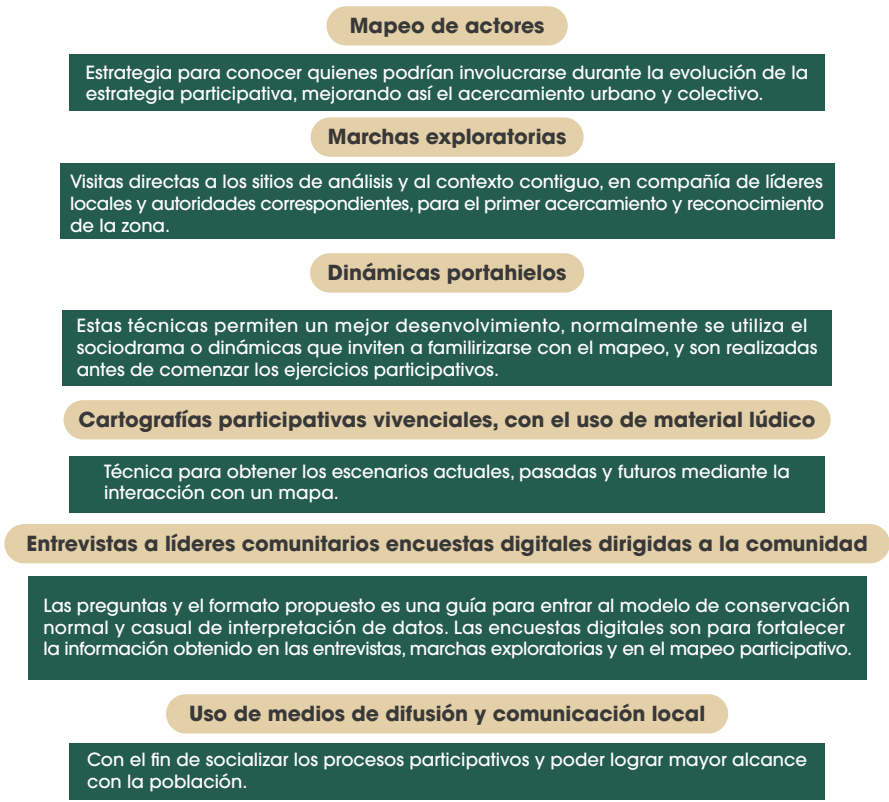 Mapeo de actores
Estrategia para conocer quienes podrían involucrarse durante la evolución de la
estrategia participativa, mejorando así el acercamiento urbano y colectivo.
Marchas exploratorias
Visitas directas a los sitios de análisis y al contexto contiguo, en compañía de líderes
locales y autoridades correspondientes, para el primer acercamiento y reconocimiento
de la zona.
Dinámicas portahielos
Estas técnicas permiten un mejor desenvolvimiento, normalmente se utiliza el
sociodrama o dinámicas que inviten a familirizarse con el mapeo, y son realizadas
antes de comenzar los ejercicios participativos.
Cartografías participativas vivenciales, con el uso de material lúdico
Técnica para obtener los escenarios actuales, pasadas y futuros mediante la
interacción con un mapa.
Entrevistas a líderes comunitarios encuestas digitales dirigidas a la comunidad
Las preguntas y el formato propuesto es una guía para entrar al modelo de conservación
normal y casual de interpretación de datos. Las encuestas digitales son para fortalecer
la información obtenido en las entrevistas, marchas exploratorias y en el mapeo participativo.
Uso de medios de difusión y comunicación local
Con el fin de socializar los procesos participativos y poder lograr mayor alcance
con la población.